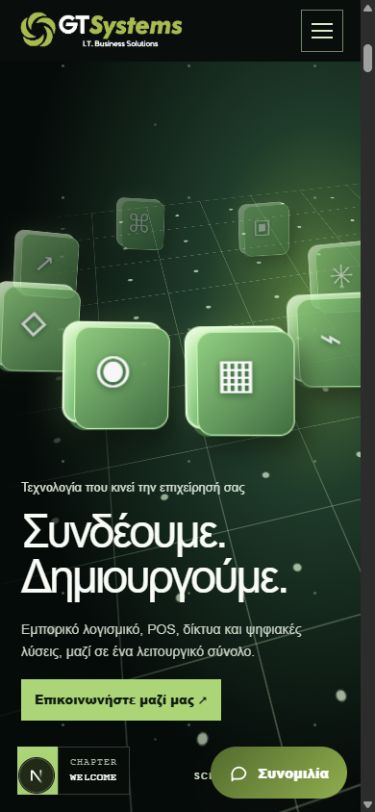 GTSystems
I.T. Business Solutions
Τεχνολογία που κινεί την επιχείρησή σας
Συνδέουμε.
Δημιουργούμε.
Εμπορικό λογισμικό, POS, δίκτυα και ψηφιακές
λύσεις, μαζί σε ένα λειτουργικό σύνολο.
Επικοινωνήστε μαζί μας ↗
N
CHAPTER
WELCOME
Συνομιλία